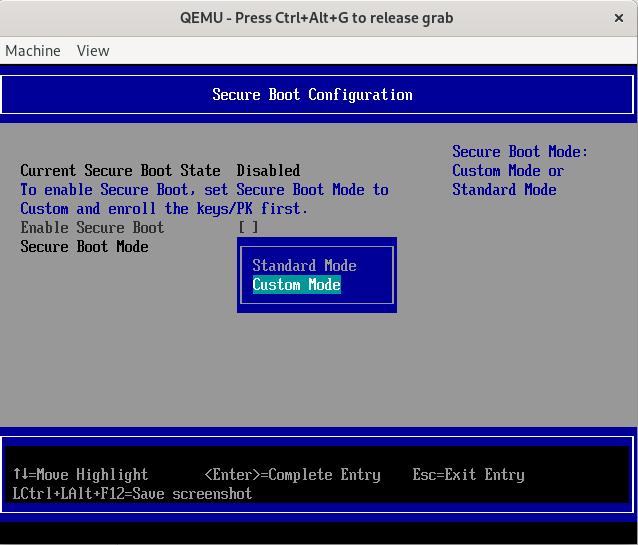 QEMU - Press Ctrl+Alt+G to release grab
×
Machine View
Secure Boot Configuration
Secure Boot Mode:
Custom Mode or
Standard Mode
Current Secure Boot State Disabled
To enable Secure Boot, set Secure Boot Mode to
Custom and enroll the keys/PK first.
Enable Secure Boot [ ]
Secure Boot Mode
Standard Mode
Custom Mode
↑↓=Move Highlight <Enter>=Complete Entry Esc=Exit Entry
LCtrl+LAlt+F12=Save screenshot